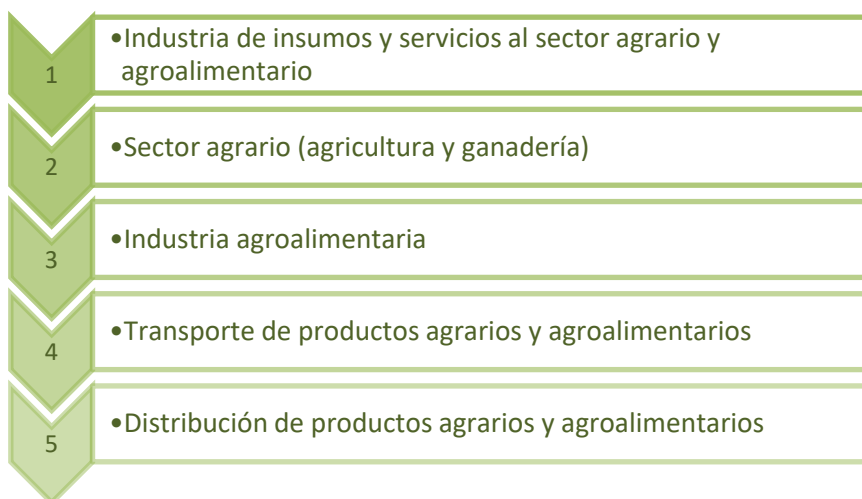 1
•Industria de insumos y servicios al sector agrario y
agroalimentario
2
•Sector agrario (agricultura y ganadería)
3
•Industria agroalimentaria
4
•Transporte de productos agrarios y agroalimentarios
5
•Distribución de productos agrarios y agroalimentarios